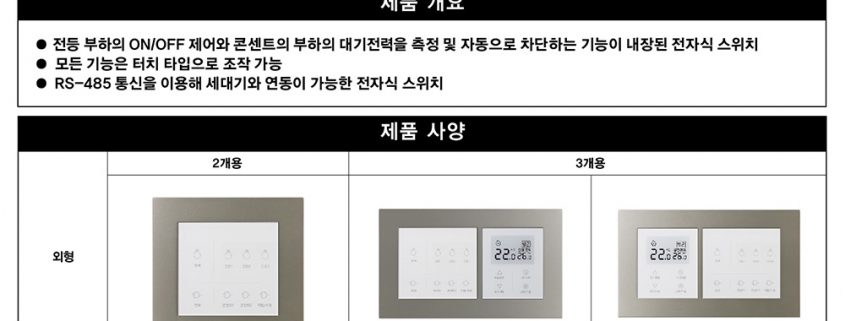 제품 개요
● 전등 부하의 ON/OFF 제어와 콘센트의 부하의 대기전력을 측정 및 자동으로 차단하는 기능이 내장된 전자식 스위치
● 모든 기능은 터치 타입으로 조작 가능
● RS-485 통신을 이용해 세대기와 연동이 가능한 전자식 스위치
제품 사양
2개용 3개용
외형
22.0 26.0
22.0 26.0